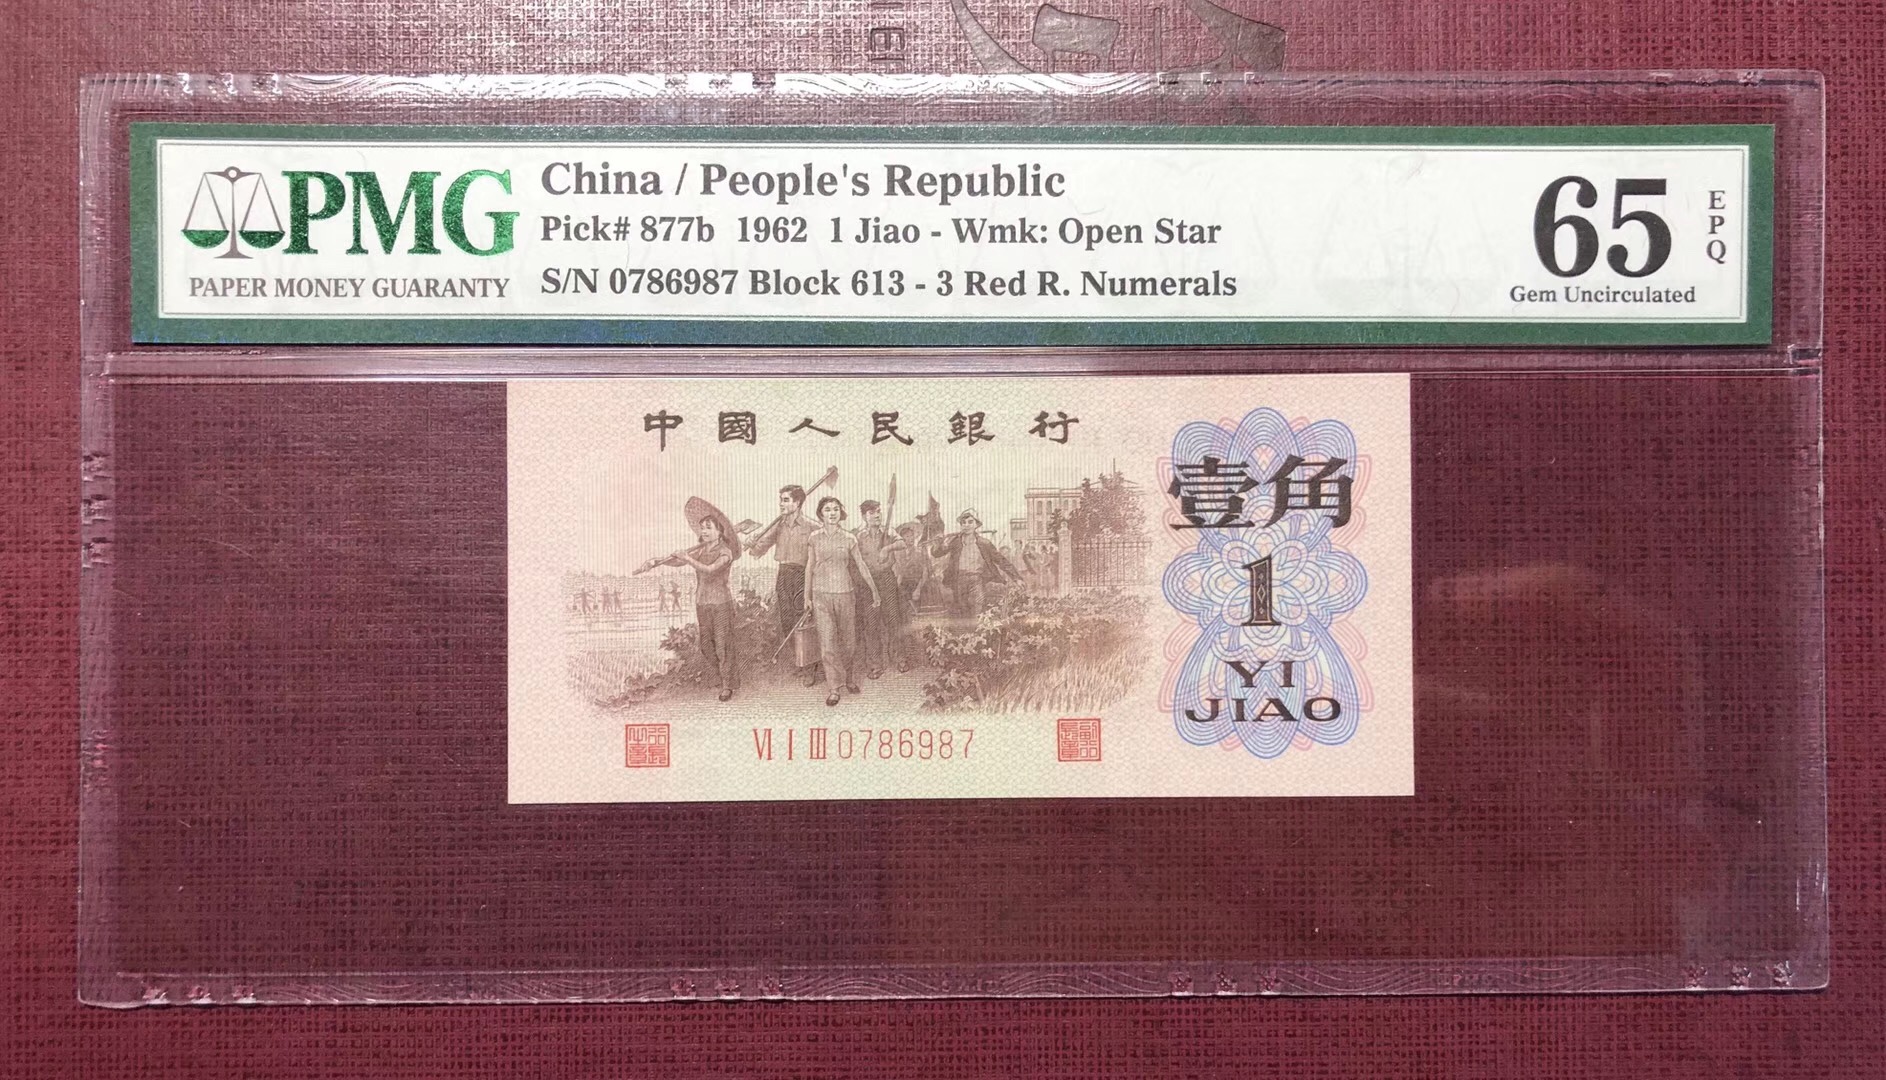 PMG
PAPER MONEY GUARANTY
China / People's Republic
Pick# 877b 1962 1 Jiao - Wmk: Open Star
S/N 0786987 Block 613 - 3 Red R. Numerals
65
EPQ
Gem Uncirculated
中國人民銀行
壹角
1
YI
JIAO
VI I III 0786987